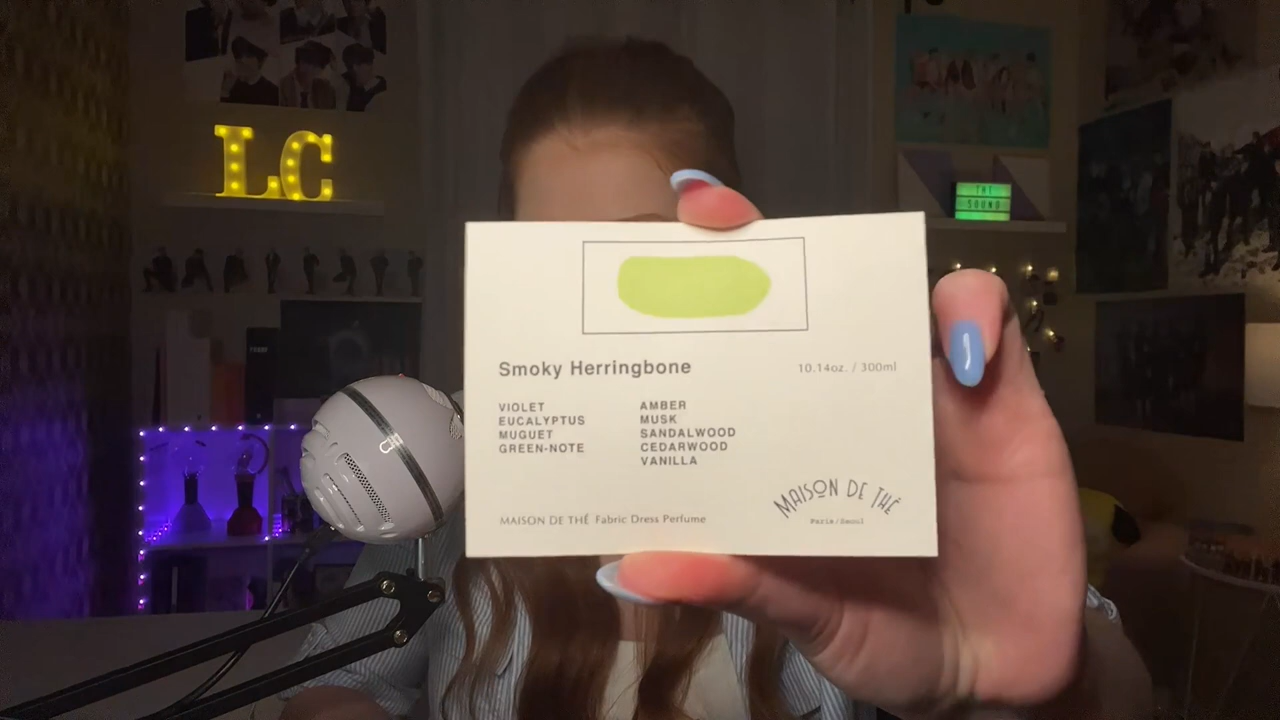 LC
THE
SOUND
Smoky Herringbone
10.14oz. / 300ml
VIOLET
EUCALYPTUS
MUGUET
GREEN-NOTE
AMBER
MUSK
SANDALWOOD
CEDARWOOD
VANILLA
MAISON DE THÉ Fabric Dress Perfume
MAISON DE THÉ
Paris/Seoul